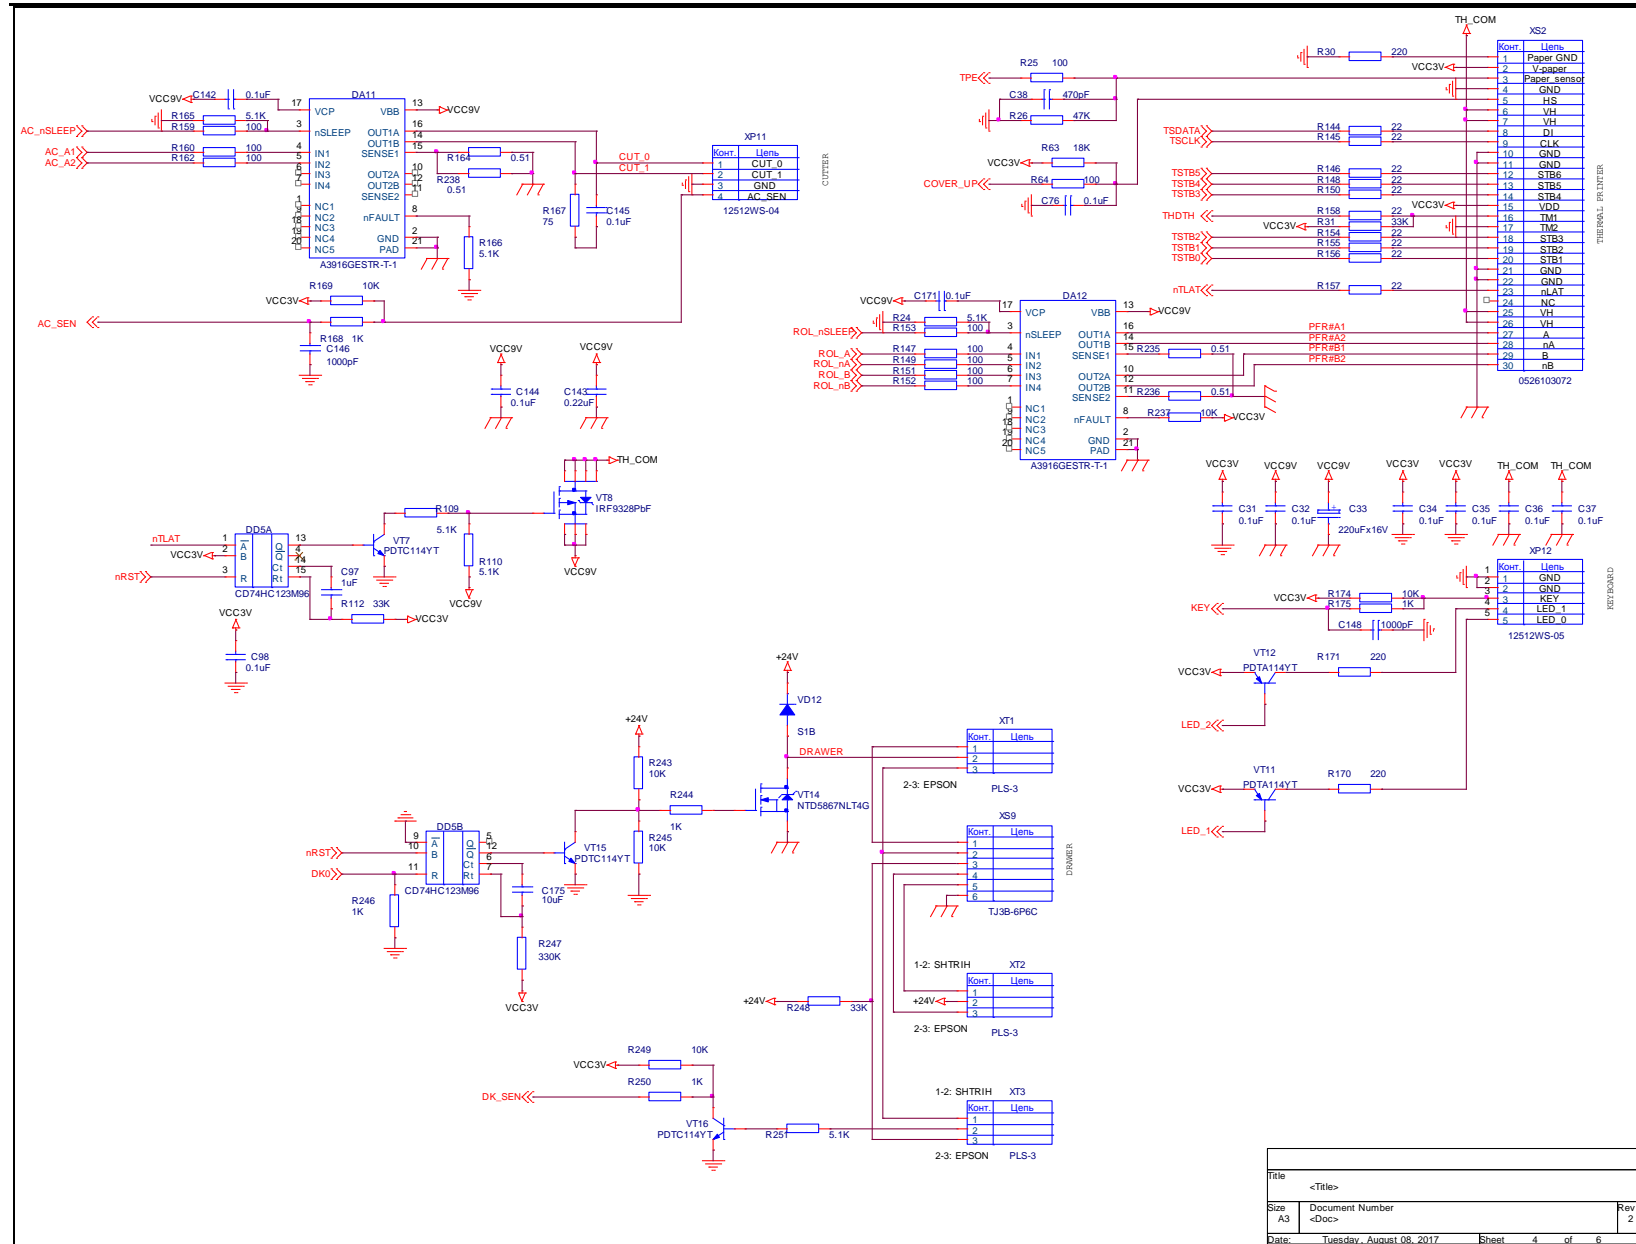 TH_COM
XS2
Конт. Цепь
1 Paper GND
2 V-paper
3 Paper_senso
4 GND
5 HS
6 VH
7 VH
8 DI
9 CLK
10 GND
11 GND
12 STB6
13 STB5
14 STB4
15 VDD
16 TM1
17 TM2
18 STB3
19 STB2
20 STB1
21 GND
22 GND
23 nLAT
24 NC
25 VH
26 VH
27 A
28 nA
29 B
30 nB
0526103072
THERMAL PRINTER
R30 220
VCC3V
TPE R25 100
C38 470pF
R26 47K
R63 18K
VCC3V
COVER_UP R64 100
C76 0.1uF
TSDATA R144 22
TSCLK R145 22
TSTB5 R146 22
TSTB4 R148 22
TSTB3 R150 22
VCC3V
THDTH R158 22
VCC3V R31 33K
TSTB2 R154 22
TSTB1 R155 22
TSTB0 R156 22
nTLAT R157 22
VCC9V C142 0.1uF
R165 5.1K
AC_nSLEEP R159 100
AC_A1 R160 100
AC_A2 R162 100
DA11
17 VCP VBB 13 VCC9V
3 nSLEEP OUT1A 16
OUT1B 14
4 IN1 SENSE1 15
5 IN2
6 IN3 OUT2A 10
7 IN4 OUT2B 12
SENSE2 11
1 NC1
9 NC2 nFAULT 8
18 NC3
19 NC4 GND 2
20 NC5 PAD 21
A3916GESTR-T-1
R164 0.51
R238
0.51
R166
5.1K
R167
75
C145
0.1uF
CUT_0
CUT_1
XP11
Конт. Цепь
1 CUT_0
2 CUT_1
3 GND
4 AC_SEN
12512WS-04
CUTTER
R169 10K
VCC3V
AC_SEN
R168 1K
C146
1000pF
VCC9V
C144
0.1uF
VCC9V
C143
0.22uF
VCC9V C171 0.1uF
R24 5.1K
ROL_nSLEEP R153 100
ROL_A R147 100
ROL_nA R149 100
ROL_B R151 100
ROL_nB R152 100
DA12
17 VCP VBB 13 VCC9V
3 nSLEEP OUT1A 16
OUT1B 14
4 IN1 SENSE1 15
5 IN2
6 IN3 OUT2A 10
7 IN4 OUT2B 12
SENSE2 11
1 NC1
9 NC2 nFAULT 8
18 NC3
19 NC4 GND 2
20 NC5 PAD 21
A3916GESTR-T-1
R235 0.51
R236 0.51
R237 10K VCC3V
PFR#A1
PFR#A2
PFR#B1
PFR#B2
TH_COM
VT8
IRF9328PbF
VCC9V
R109
5.1K
R110
5.1K
VCC9V
VT7
PDTC114YT
DD5A
nTLAT 1 A Q 13
VCC3V 2 B Q 4
Ct 14
nRST 3 R Rt 15
CD74HC123M96
C97
1uF
R112 33K
VCC3V
VCC3V
C98
0.1uF
VCC3V
C31
0.1uF
VCC9V
C32
0.1uF
VCC9V
C33
220uFx16V
VCC3V
C34
0.1uF
VCC3V
C35
0.1uF
TH_COM
C36
0.1uF
TH_COM
C37
0.1uF
XP12
Конт. Цепь
1 1 GND
2 2 GND
3 3 KEY
4 4 LED_1
5 5 LED_0
12512WS-05
KEYBOARD
VCC3V R174 10K
KEY R175 1K
C148 1000pF
VT12
PDTA114YT
VCC3V
R171 220
LED_2
VT11
PDTA114YT
VCC3V
R170 220
LED_1
+24V
VD12
S1B
DRAWER
VT14
NTD5867NLT4G
+24V
R243
10K
R244
1K
R245
10K
VT15
PDTC114YT
DD5B
9 A Q 5
nRST 10 B Q 12
Ct 6
DK0 11 R Rt 7
CD74HC123M96
R246
1K
C175
10uF
R247
330K
VCC3V
XT1
Конт. Цепь
1
2
3
2-3: EPSON PLS-3
XS9
Конт. Цепь
1
2
3
4
5
6
TJ3B-6P6C
DRAWER
1-2: SHTRIH XT2
Конт. Цепь
1
+24V 2
3
2-3: EPSON PLS-3
+24V R248 33K
1-2: SHTRIH XT3
Конт. Цепь
1
2
3
2-3: EPSON PLS-3
R249 10K
VCC3V
R250 1K
DK_SEN
VT16
PDTC114YT
R251 5.1K
Title
<Title>
Size Document Number Rev
A3 <Doc> 2
Date: Tuesday, August 08, 2017 Sheet 4 of 6